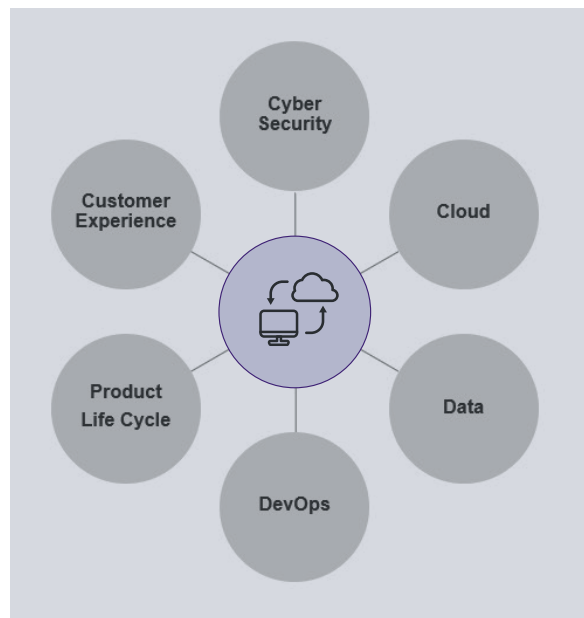 Cyber
Security
Customer
Experience
Cloud
Product
Life Cycle
Data
DevOps